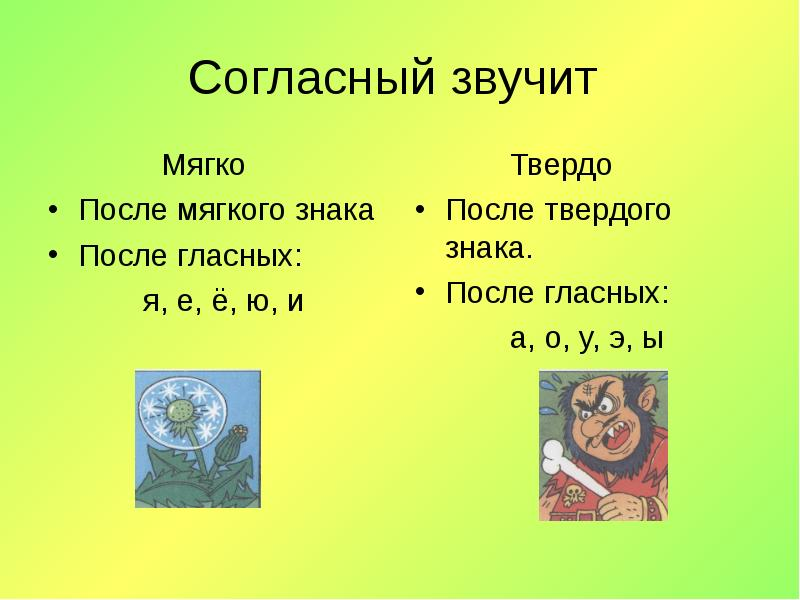 Согласный звучит
Мягко
• После мягкого знака
• После гласных:
я, е, ё, ю, и
Твердо
• После твердого
знака.
• После гласных:
а, о, у, э, ы